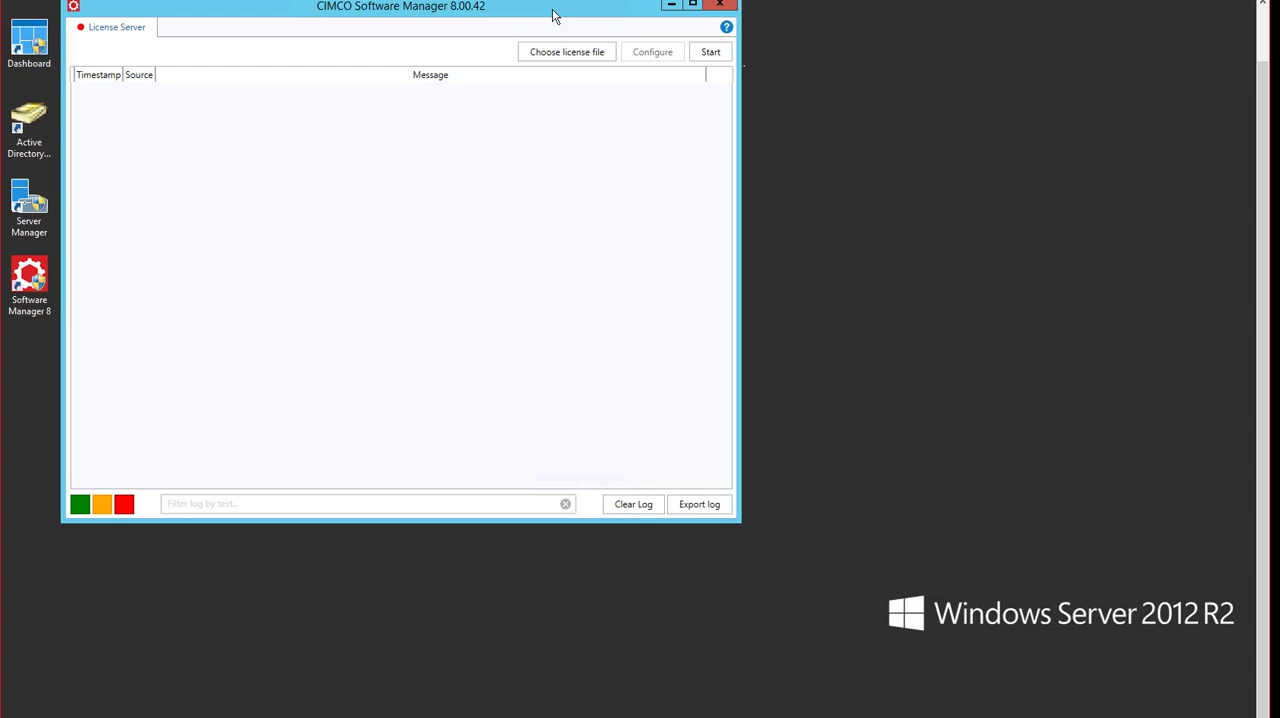 CIMCO Software Manager 8.00.42
License Server
Choose license file
Configure
Start
Timestamp
Source
Message
Dashboard
Active
Directory...
Server
Manager
Software
Manager 8
Filter log by text...
Clear Log
Export log
Windows Server 2012 R2